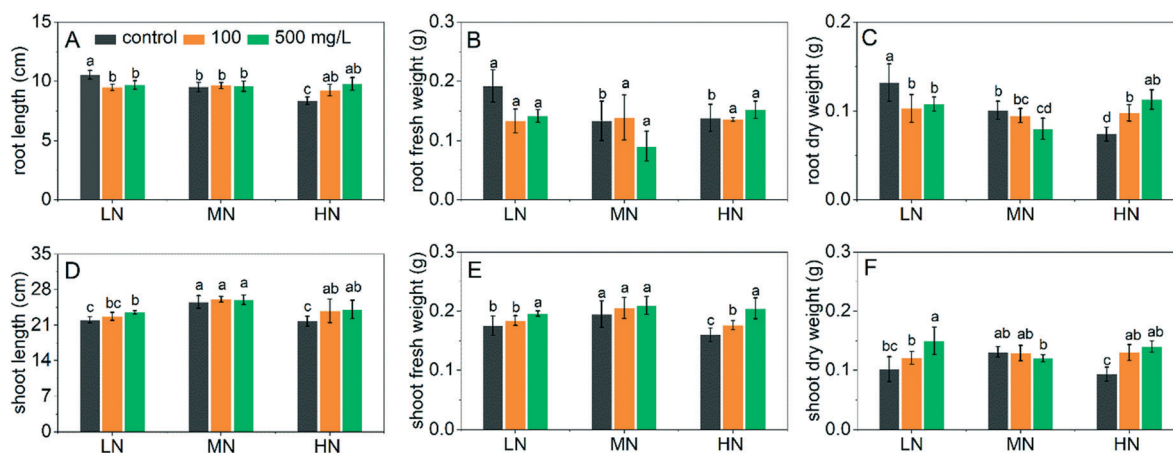 A
control 100 500 mg/L
root length (cm)
15
10
5
0
a b b b b b c ab ab
LN MN HN
B
root fresh weight (g)
0.3
0.2
0.1
0.0
a a a a a a a a a
LN MN HN
C
root dry weight (g)
0.2
0.1
0.0
a b b b bc cd d b ab
LN MN HN
D
shoot length (cm)
35
28
21
14
7
0
c bc b a a a c ab ab
LN MN HN
E
shoot fresh weight (g)
0.3
0.2
0.1
0.0
b b a a a a c b a
LN MN HN
F
shoot dry weight (g)
0.3
0.2
0.1
0.0
bc b a ab ab b c ab ab
LN MN HN